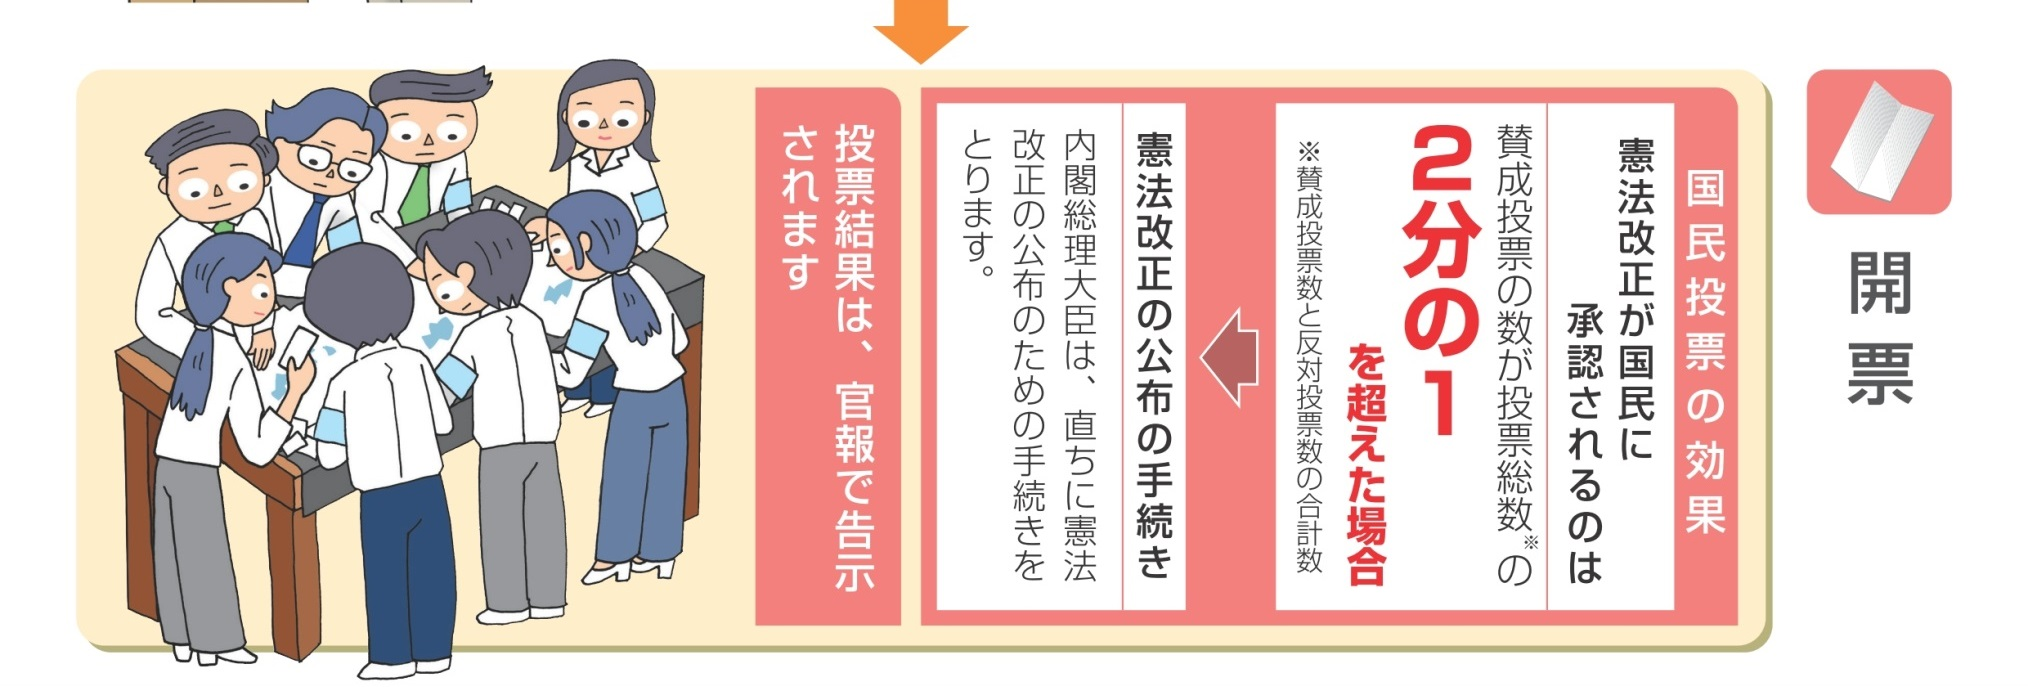 開票
国民投票の効果
憲法改正が国民に
承認されるのは
賛成投票の数が投票総数※の
2分の1
を超えた場合
※賛成投票数と反対投票数の合計数
憲法改正の公布の手続き
内閣総理大臣は、直ちに憲法
改正の公布のための手続きを
とります。
投票結果は、官報で告示
されます